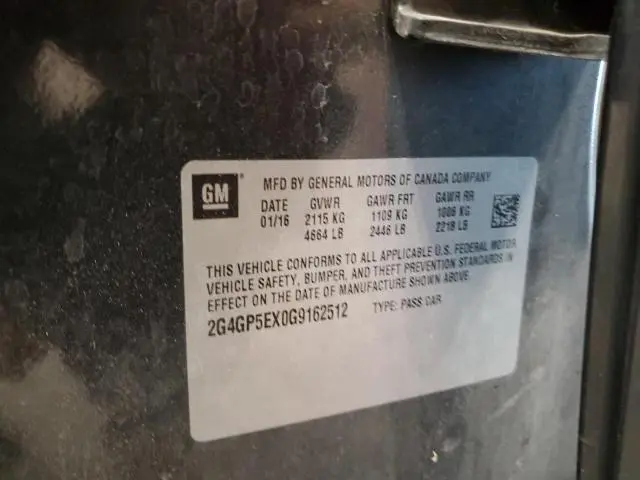 GM
MFD BY GENERAL MOTORS OF CANADA COMPANY
DATE GVWR GAWR FRT GAWR RR
01/16 2115 KG 1109 KG 1006 KG
4664 LB 2446 LB 2218 LB
THIS VEHICLE CONFORMS TO ALL APPLICABLE U.S. FEDERAL MOTOR
VEHICLE SAFETY, BUMPER, AND THEFT PREVENTION STANDARDS IN
EFFECT ON THE DATE OF MANUFACTURE SHOWN ABOVE.
2G4GP5EX0G9162512 TYPE: PASS CAR